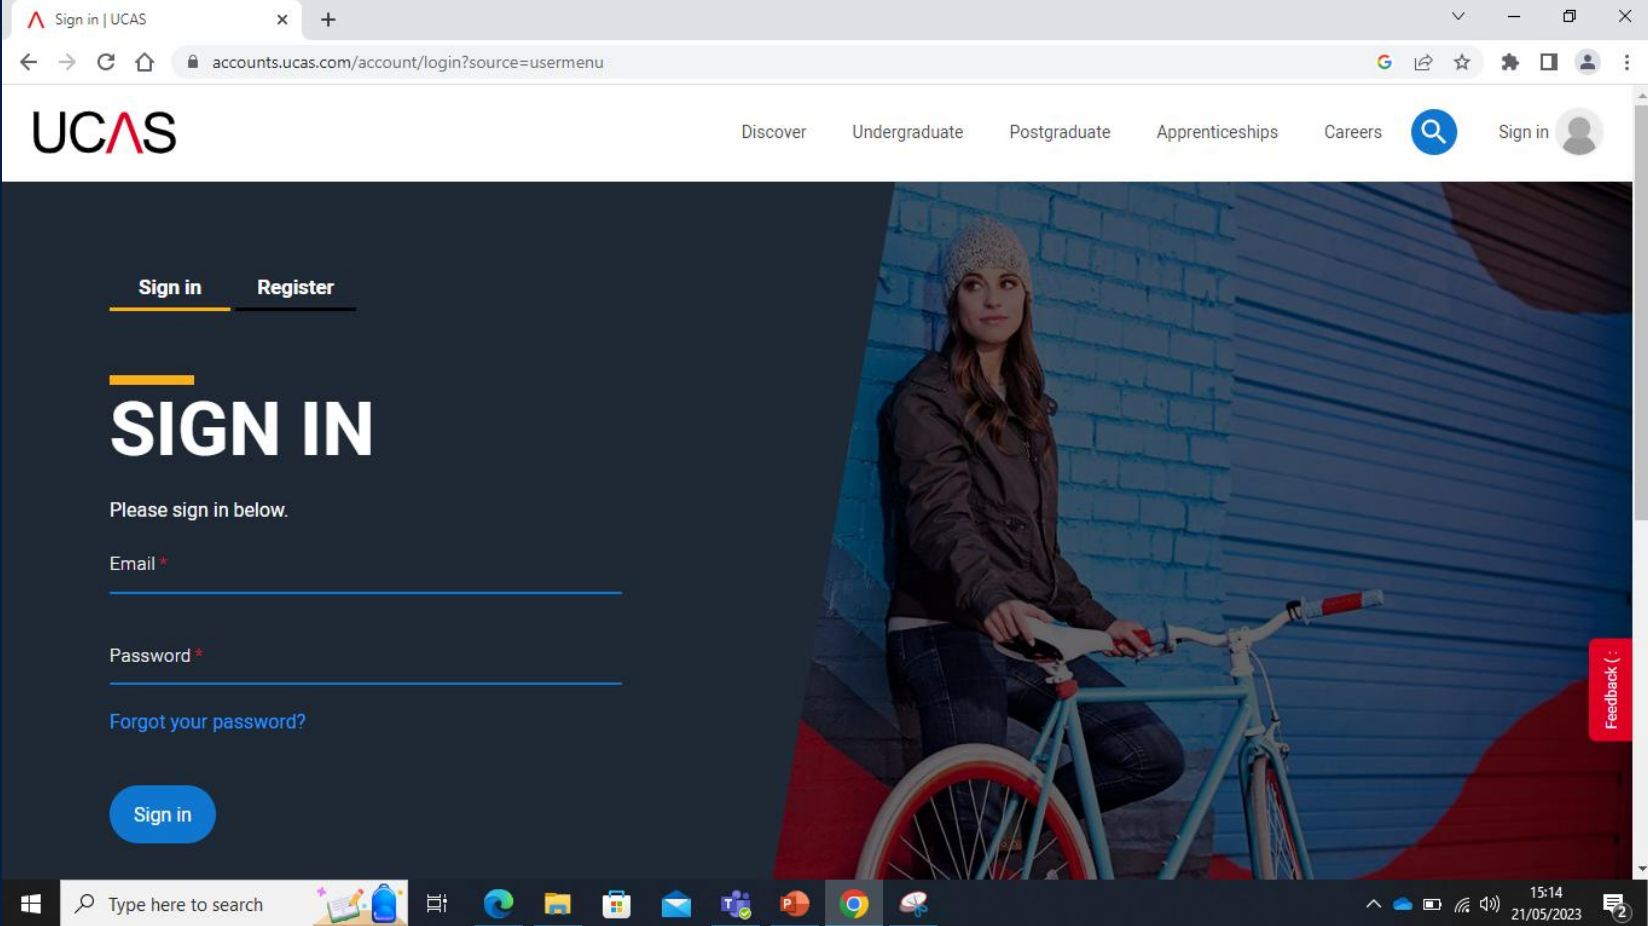 Sign in | UCAS
accounts.ucas.com/account/login?source=usermenu
UCAS
Discover Undergraduate Postgraduate Apprenticeships Careers Sign in
Sign in Register
SIGN IN
Please sign in below.
Email *
Password *
Forgot your password?
Sign in
Feedback (:
Type here to search
15:14
21/05/2023
2